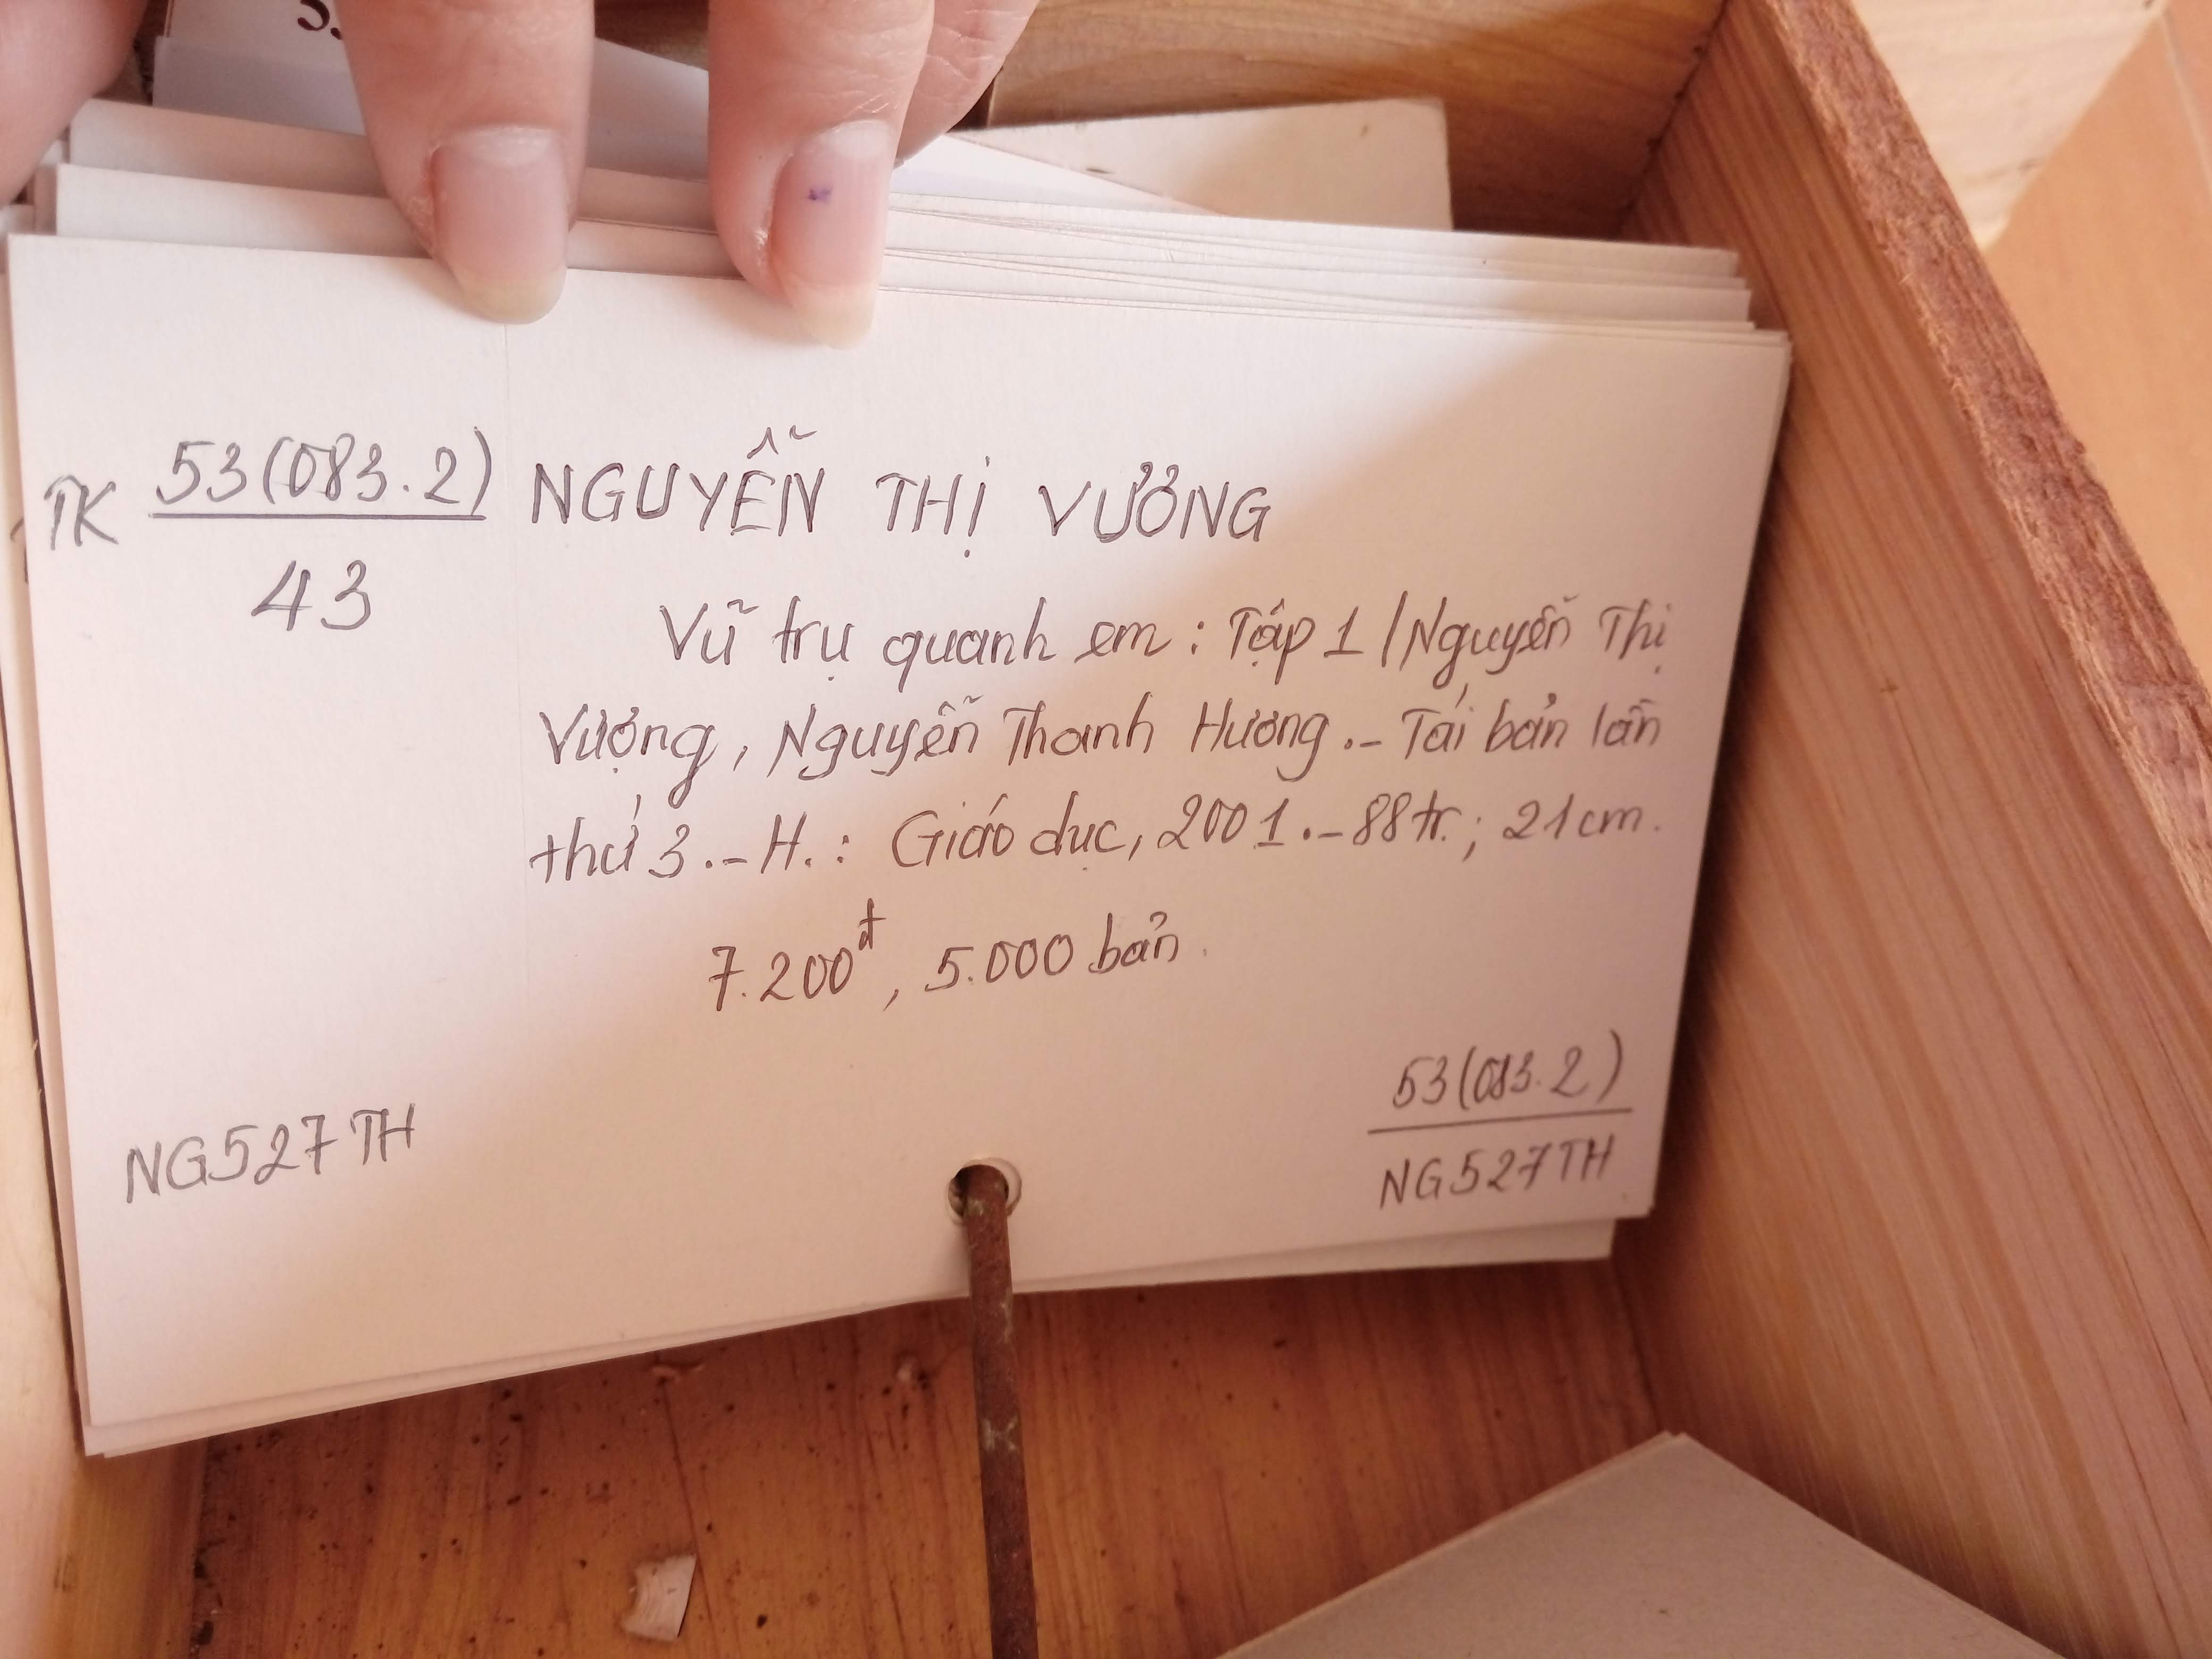 TK 53(083.2) NGUYỄN THỊ VƯỢNG
43
Vũ trụ quanh em : Tập 1 / Nguyễn Thị
Vượng, Nguyễn Thanh Hương .- Tái bản lần
thứ 3 .- H. : Giáo dục, 2001 .- 88 tr. ; 21 cm.
7.200đ, 5.000 bản.
53(083.2)
NG527TH NG527TH